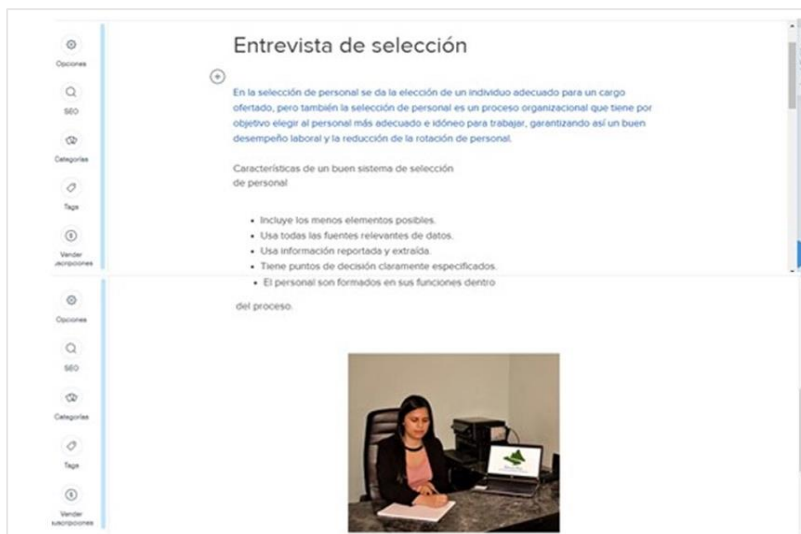 Entrevista de selección
Opciones
En la selección de personal se da la elección de un individuo adecuado para un cargo
ofertado, pero también la selección de personal es un proceso organizacional que tiene por
objetivo elegir al personal más adecuado e idóneo para trabajar, garantizando así un buen
desempeño laboral y la reducción de la rotación de personal.
SEO
Categorías
Características de un buen sistema de selección
de personal
Tags
• Incluye los menos elementos posibles.
• Usa todas las fuentes relevantes de datos.
• Usa información reportada y extraída.
• Tiene puntos de decisión claramente especificados.
Vender
uscripciones
• El personal son formados en sus funciones dentro
del proceso.
Opciones
SEO
Categorías
Tags
Vender
uscripciones